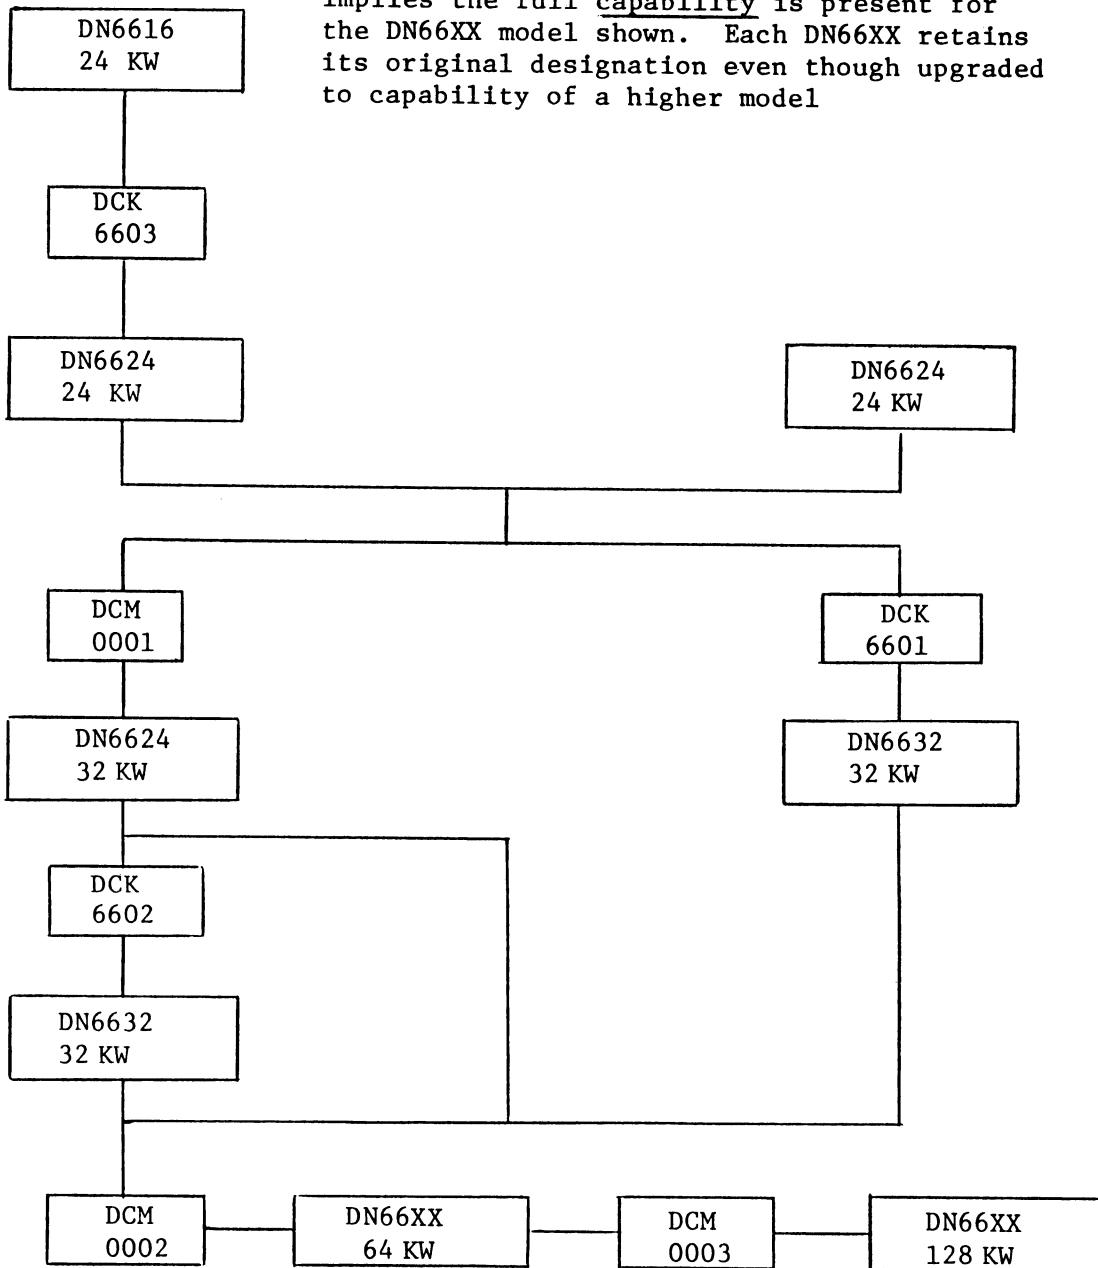 implies the full capability is present for
the DN66XX model shown. Each DN66XX retains
its original designation even though upgraded
to capability of a higher model
DN6616
24 KW
DCK
6603
DN6624
24 KW
DN6624
24 KW
DCM
0001
DCK
6601
DN6624
32 KW
DN6632
32 KW
DCK
6602
DN6632
32 KW
DCM
0002
DN66XX
64 KW
DCM
0003
DN66XX
128 KW